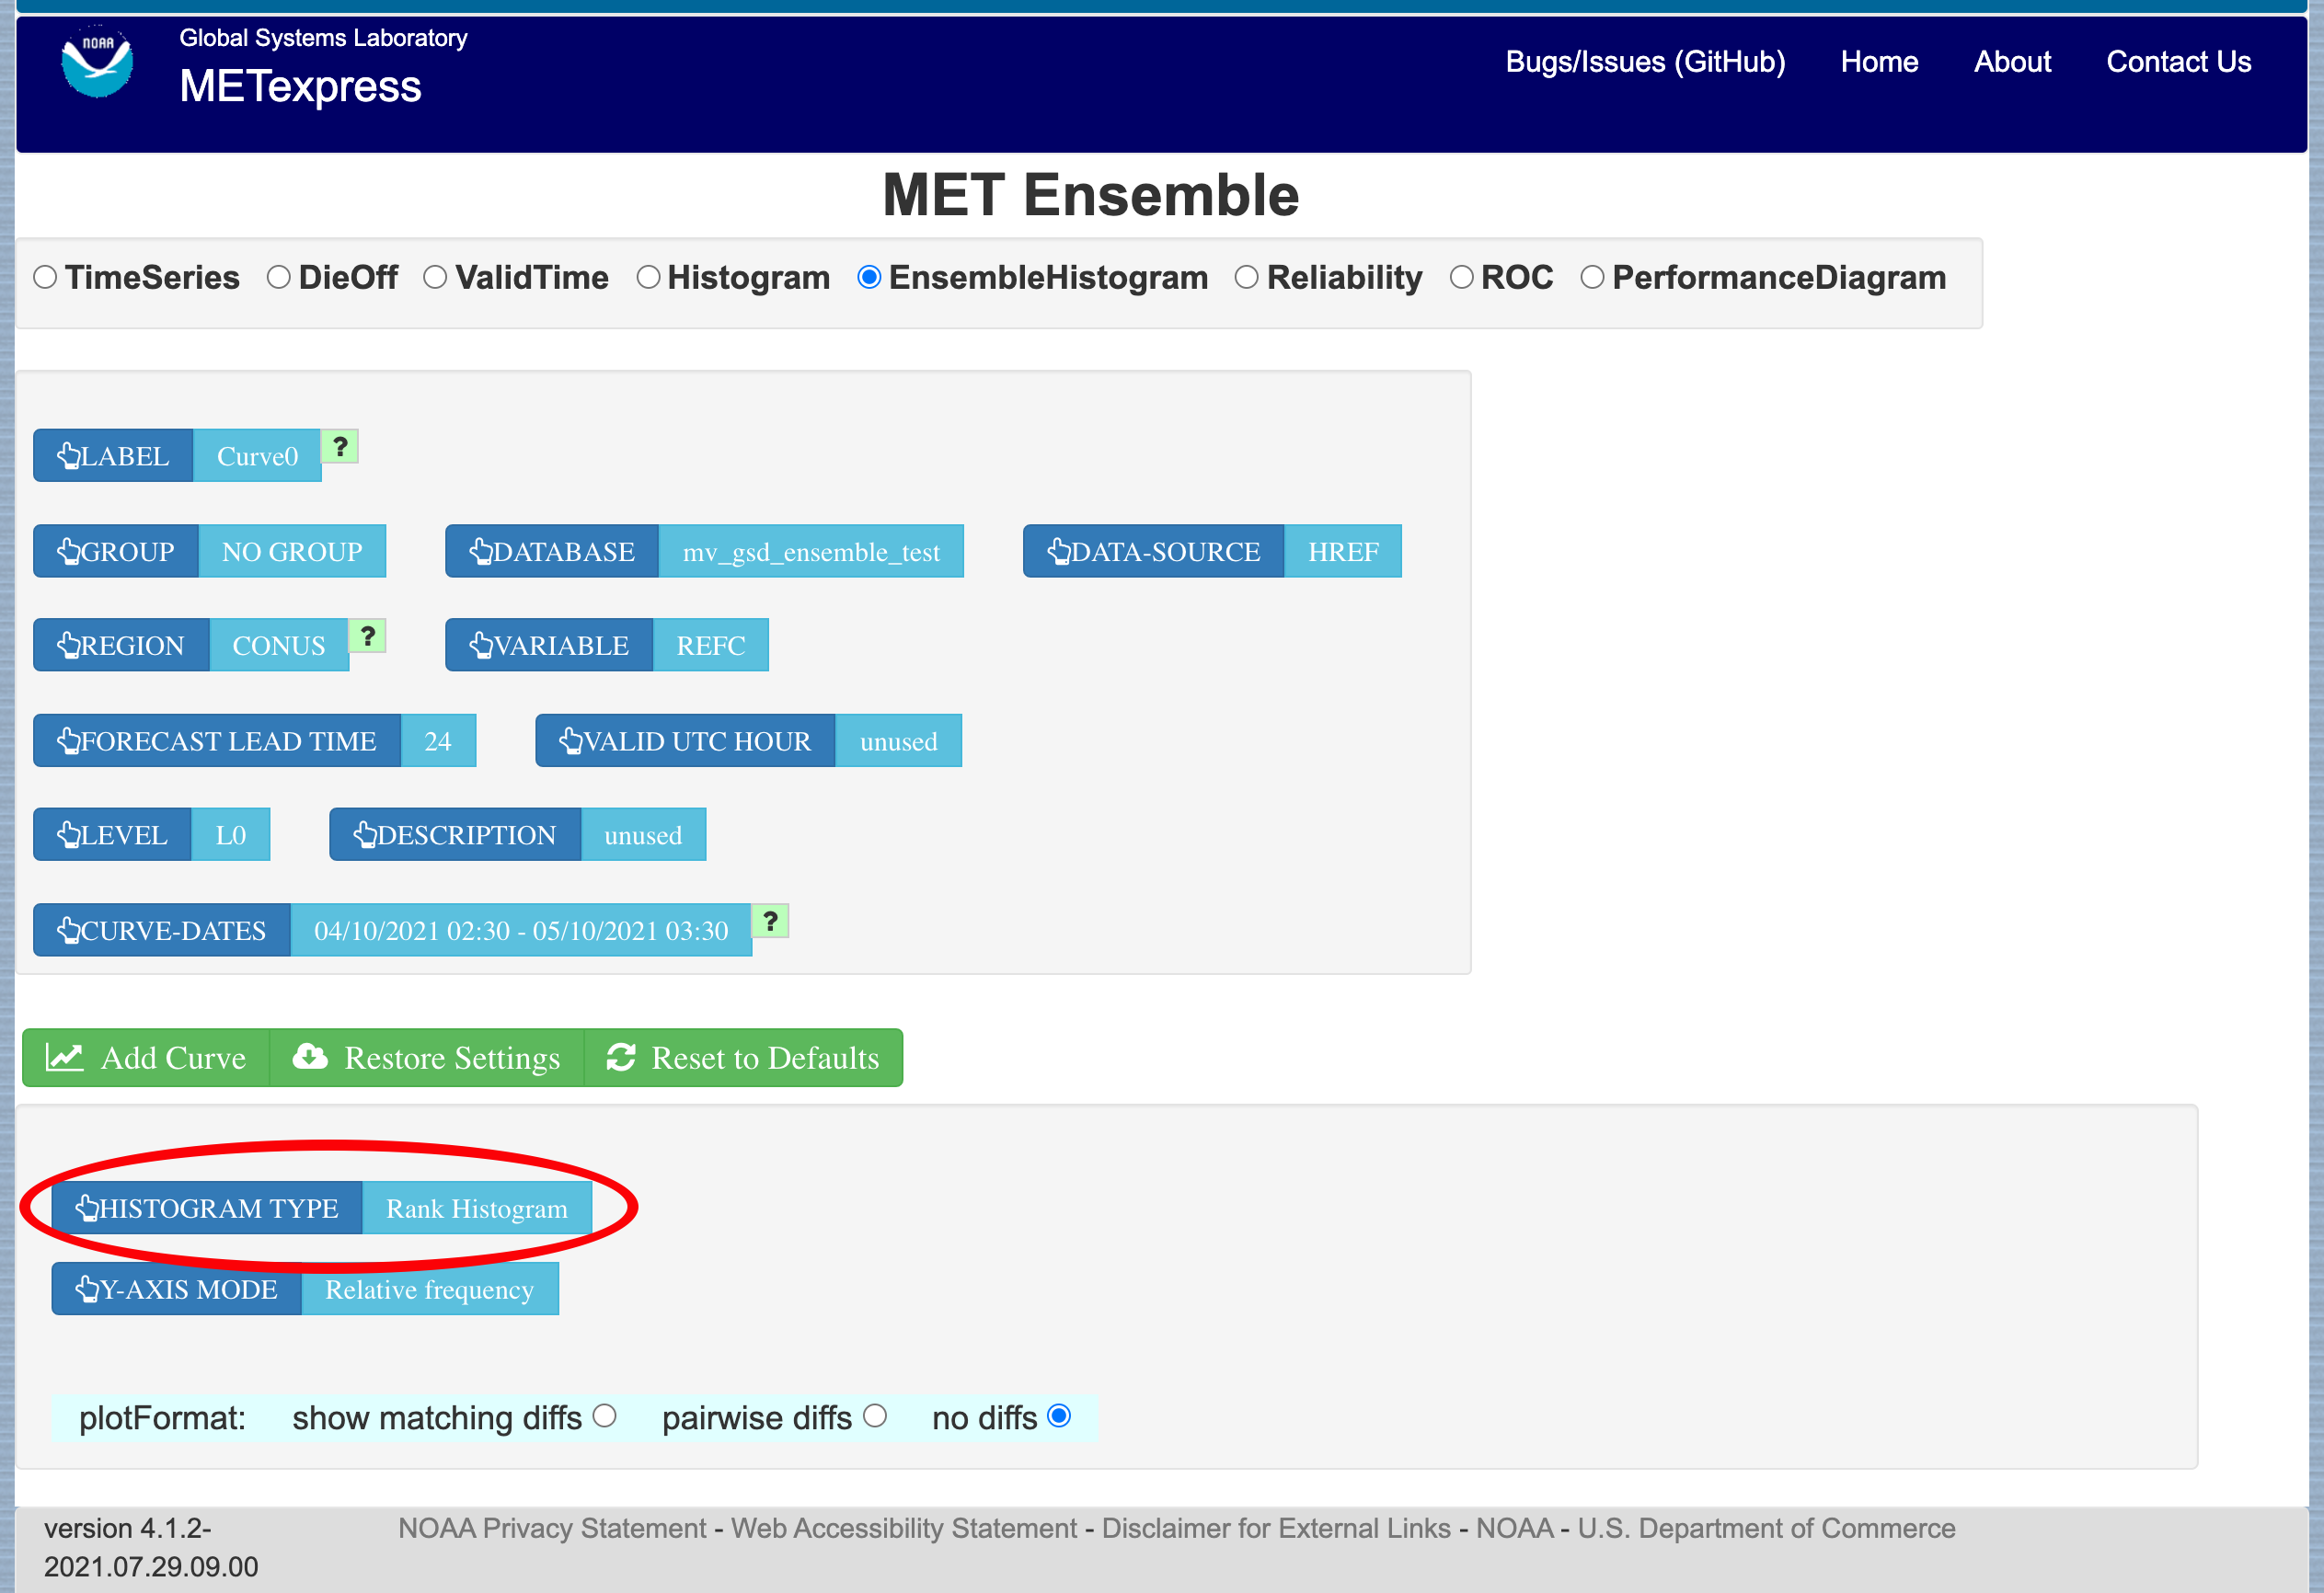 NOAA
Global Systems Laboratory
METexpress
Bugs/Issues (GitHub) Home About Contact Us
MET Ensemble
TimeSeries DieOff ValidTime Histogram EnsembleHistogram Reliability ROC PerformanceDiagram
LABEL Curve0 ?
GROUP NO GROUP DATABASE mv_gsd_ensemble_test DATA-SOURCE HREF
REGION CONUS ? VARIABLE REFC
FORECAST LEAD TIME 24 VALID UTC HOUR unused
LEVEL L0 DESCRIPTION unused
CURVE-DATES 04/10/2021 02:30 - 05/10/2021 03:30 ?
Add Curve Restore Settings Reset to Defaults
HISTOGRAM TYPE Rank Histogram
Y-AXIS MODE Relative frequency
plotFormat: show matching diffs pairwise diffs no diffs
version 4.1.2- NOAA Privacy Statement - Web Accessibility Statement - Disclaimer for External Links - NOAA - U.S. Department of Commerce
2021.07.29.09.00